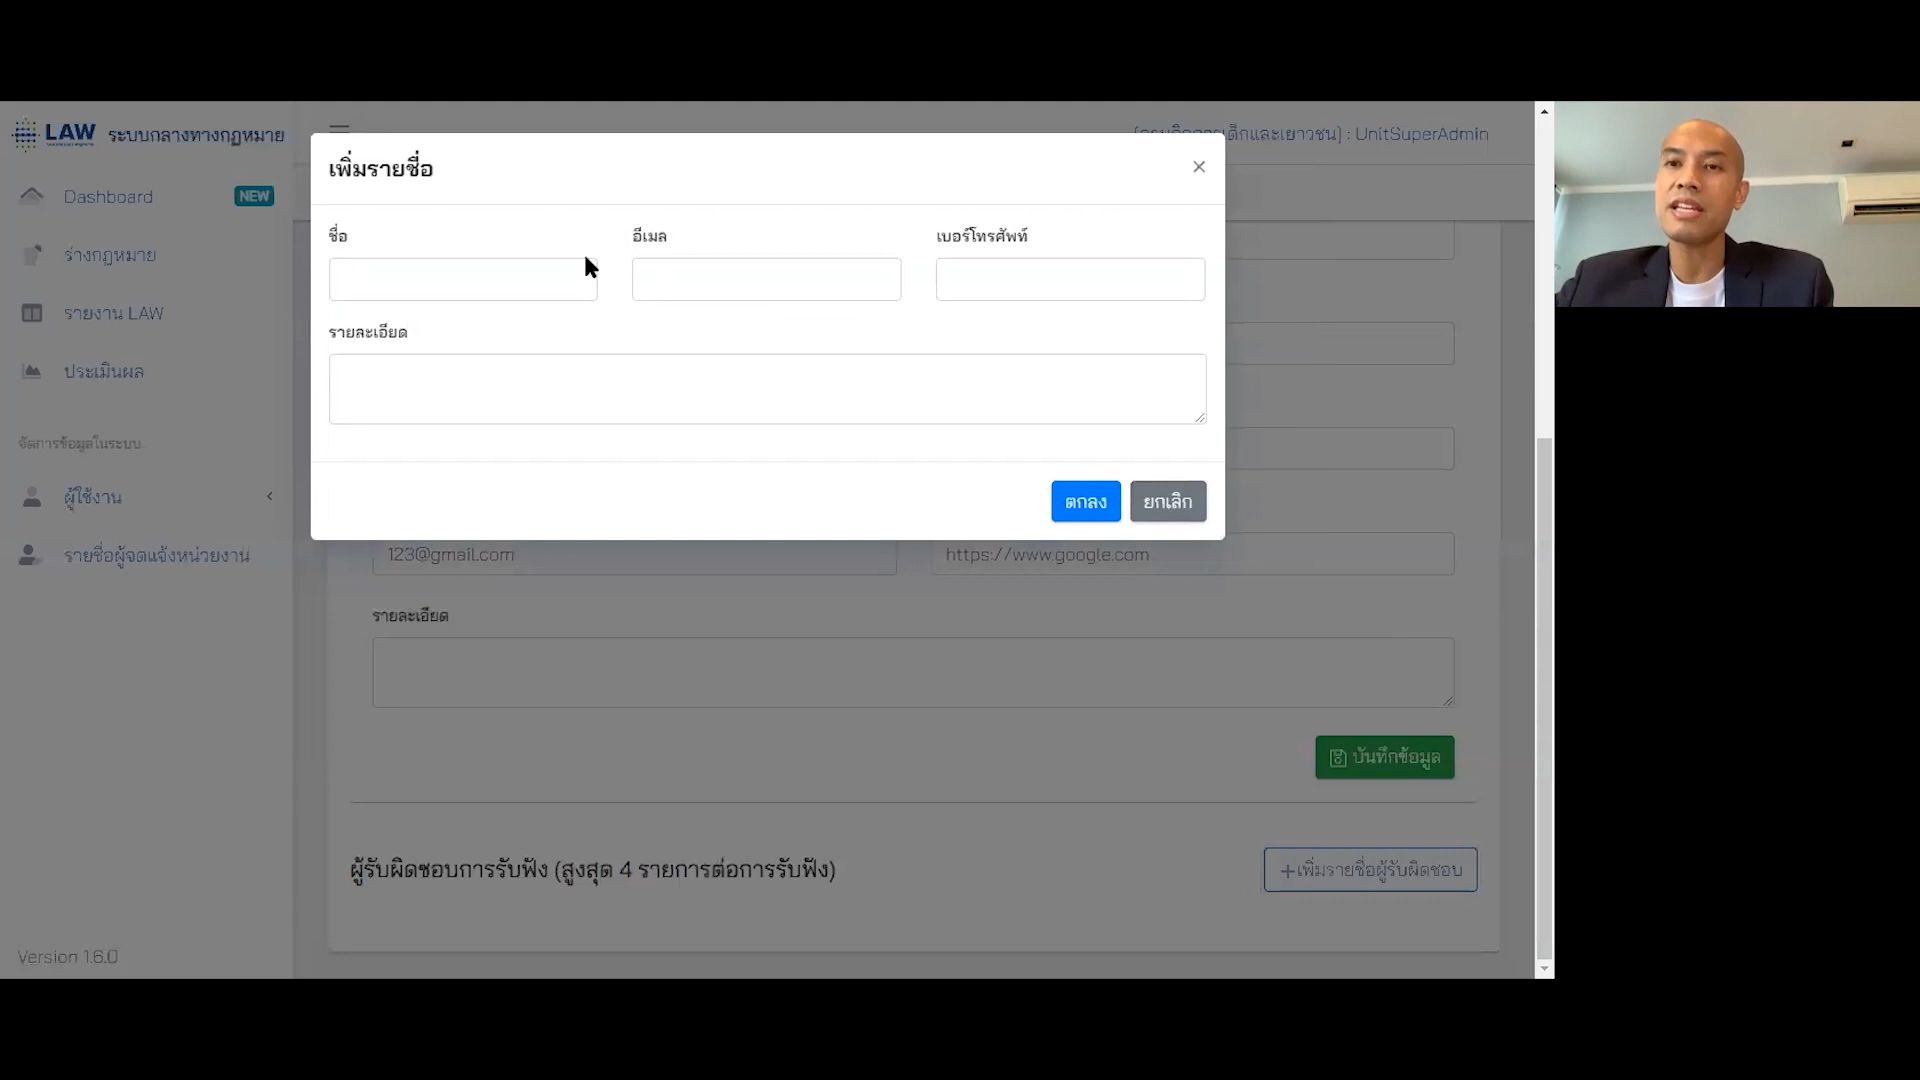 LAW ระบบกลางทางกฎหมาย
Dashboard NEW
ร่างกฎหมาย
รายงาน LAW
ประเมินผล
จัดการข้อมูลในระบบ
ผู้ใช้งาน
รายชื่อผู้จดแจ้งหน่วยงาน
Version 1.6.0
เด็กและเยาวชน) : UnitSuperAdmin
เพิ่มรายชื่อ ×
ชื่อ อีเมล เบอร์โทรศัพท์
รายละเอียด
ตกลง ยกเลิก
123@gmail.com https://www.google.com
รายละเอียด
บันทึกข้อมูล
ผู้รับผิดชอบการรับฟัง (สูงสุด 4 รายการต่อการรับฟัง) +เพิ่มรายชื่อผู้รับผิดชอบ